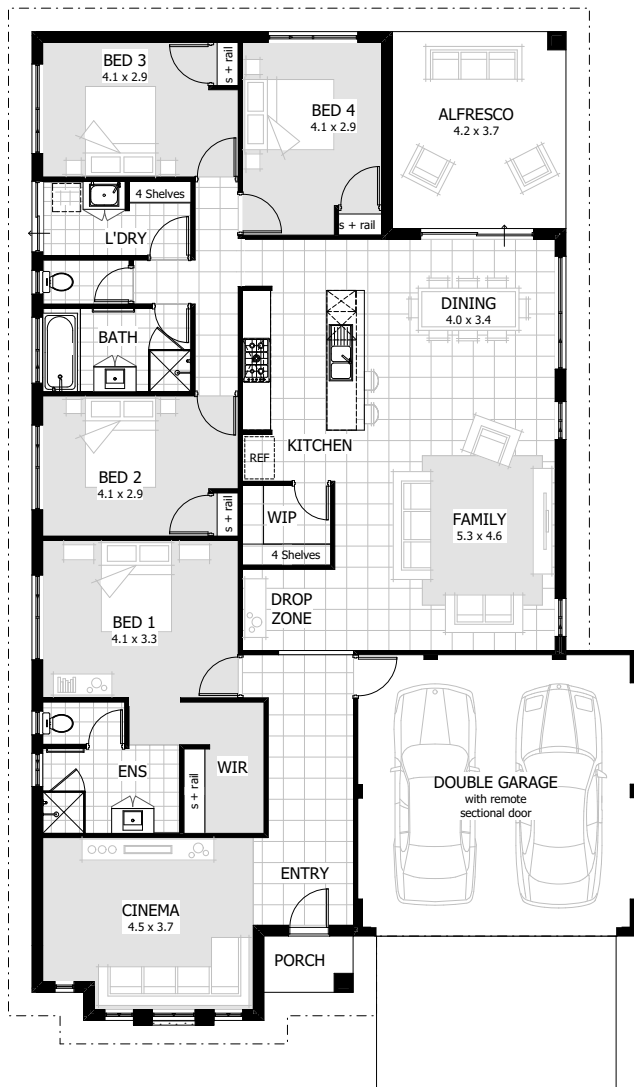 BED 3
4.1 x 2.9
s + rail
BED 4
4.1 x 2.9
s + rail
ALFRESCO
4.2 x 3.7
4 Shelves
L'DRY
BATH
DINING
4.0 x 3.4
KITCHEN
REF
BED 2
4.1 x 2.9
s + rail
WIP
4 Shelves
FAMILY
5.3 x 4.6
DROP
ZONE
BED 1
4.1 x 3.3
ENS
WIR
s + rail
DOUBLE GARAGE
with remote
sectional door
ENTRY
CINEMA
4.5 x 3.7
PORCH